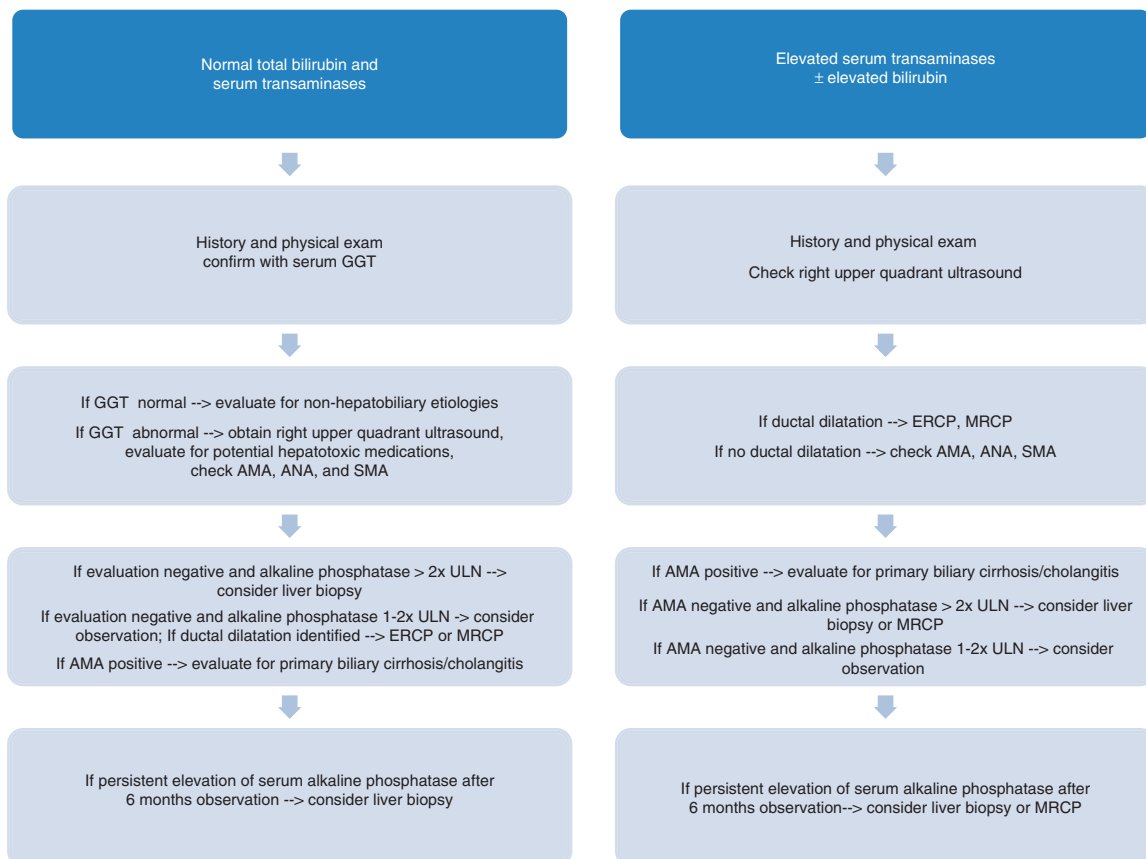 Normal total bilirubin and
serum transaminases
History and physical exam
confirm with serum GGT
If GGT  normal --> evaluate for non-hepatobiliary etiologies
If GGT  abnormal --> obtain right upper quadrant ultrasound,
evaluate for potential hepatotoxic medications,
check AMA, ANA, and SMA
If evaluation negative and alkaline phosphatase > 2x ULN -->
consider liver biopsy
If evaluation negative and alkaline phosphatase 1-2x ULN -> consider
observation; If ductal dilatation identified --> ERCP or MRCP
If AMA positive --> evaluate for primary biliary cirrhosis/cholangitis
If persistent elevation of serum alkaline phosphatase after
6 months observation --> consider liver biopsy
Elevated serum transaminases
± elevated bilirubin
History and physical exam
Check right upper quadrant ultrasound
If ductal dilatation --> ERCP, MRCP
If no ductal dilatation --> check AMA, ANA, SMA
If AMA positive --> evaluate for primary biliary cirrhosis/cholangitis
If AMA negative and alkaline phosphatase > 2x ULN --> consider liver
biopsy or MRCP
If AMA negative and alkaline phosphatase 1-2x ULN --> consider
observation
If persistent elevation of serum alkaline phosphatase after
6 months observation--> consider liver biopsy or MRCP